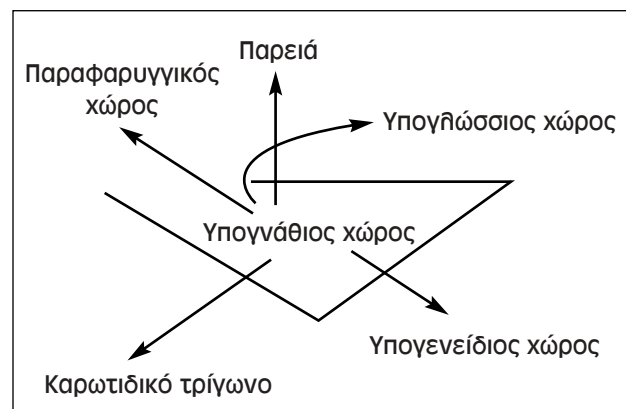 Παρειά
Παραφαρυγγικός
χώρος
Υπογλώσσιος χώρος
Υπογνάθιος χώρος
Υπογενείδιος χώρος
Καρωτιδικό τρίγωνο